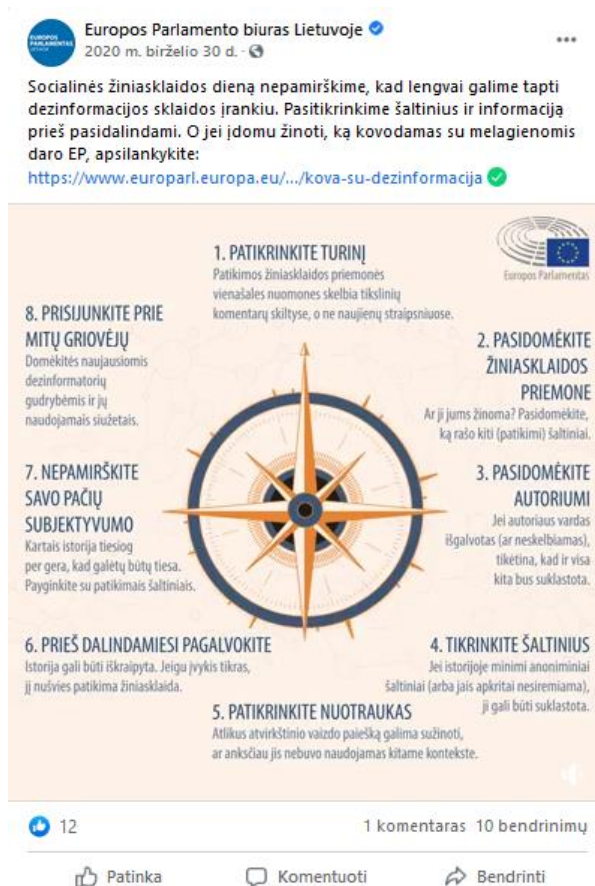 EUROPOS
PARLAMENTAS
Europos Parlamento biuras Lietuvoje
2020 m. birželio 30 d. ·
Socialinės žiniasklaidos dieną nepamirškime, kad lengvai galime tapti
dezinformacijos sklaidos įrankiu. Pasitikrinkime šaltinius ir informaciją
prieš pasidalindami. O jei įdomu žinoti, ką kovodamas su melagienomis
daro EP, apsilankykite:
https://www.europarl.europa.eu/.../kova-su-dezinformacija
Europos Parlamentas
1. PATIKRINKITE TURINĮ
Patikimos žiniasklaidos priemonės
vienašales nuomones skelbia tikslinių
komentarų skiltyse, o ne naujienų straipsniuose.
2. PASIDOMĖKITE
ŽINIASKLAIDOS
PRIEMONE
Ar ji jums žinoma? Pasidomėkite,
ką rašo kiti (patikimi) šaltiniai.
3. PASIDOMĖKITE
AUTORIUMI
Jei autoriaus vardas
išgalvotas (ar neskelbiamas),
tikėtina, kad ir visa
kita bus suklastota.
4. TIKRINKITE ŠALTINIUS
Jei istorijoje minimi anoniminiai
šaltiniai (arba jais apkritai nesiremiama),
ji gali būti suklastota.
5. PATIKRINKITE NUOTRAUKAS
Atlikus atvirkštinio vaizdo paiešką galima sužinoti,
ar anksčiau jis nebuvo naudojamas kitame kontekste.
6. PRIEŠ DALINDAMIESI PAGALVOKITE
Istorija gali būti iškraipyta. Jeigu įvykis tikras,
jį nušvies patikima žiniasklaida.
7. NEPAMIRŠKITE
SAVO PAČIŲ
SUBJEKTYVUMO
Kartais istorija tiesiog
per gera, kad galėtų būtų tiesa.
Payginkite su patikimais šaltiniais.
8. PRISIJUNKITE PRIE
MITŲ GRIOVĖJŲ
Domėkitės naujausiomis
dezinformatorių
gudrybėmis ir jų
naudojamais siužetais.
12
1 komentaras 10 bendrinimų
Patinka
Komentuoti
Bendrinti